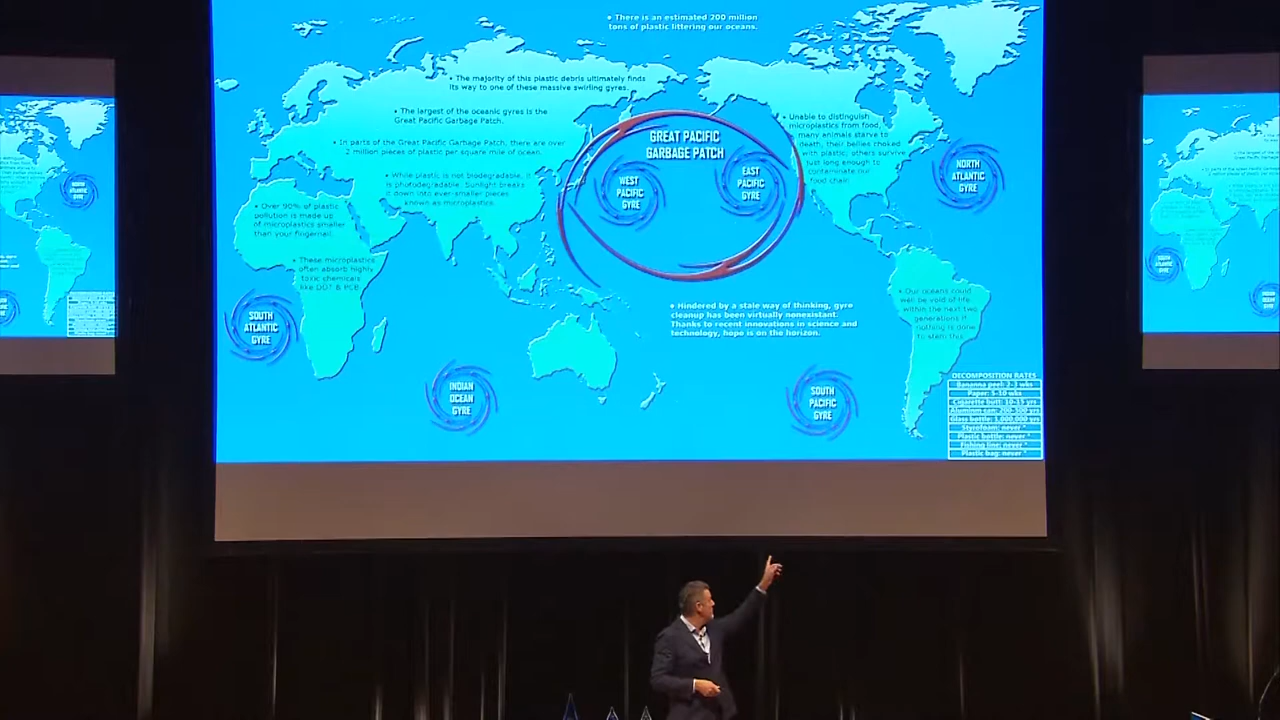 • There is an estimated 200 million
tons of plastic littering our oceans.
• The majority of this plastic debris ultimately finds
its way to one of these massive swirling gyres.
• The largest of the oceanic gyres is the
Great Pacific Garbage Patch.
• In parts of the Great Pacific Garbage Patch, there are over
2 million pieces of plastic per square mile of ocean.
• While plastic is not biodegradable, it
is photodegradable. Sunlight breaks
it down into ever-smaller pieces
known as microplastics.
• Over 90% of plastic
pollution is made up
of microplastics smaller
than your fingernail.
• These microplastics
often absorb highly
toxic chemicals
like DDT & PCB.
GREAT PACIFIC
GARBAGE PATCH
WEST
PACIFIC
GYRE
EAST
PACIFIC
GYRE
• Unable to distinguish
microplastics from food,
many animals starve to
death, their bellies choked
with plastic; others survive
just long enough to
contaminate our
food chain.
NORTH
ATLANTIC
GYRE
SOUTH
ATLANTIC
GYRE
INDIAN
OCEAN
GYRE
• Hindered by a stale way of thinking, gyre
cleanup has been virtually nonexistant.
Thanks to recent innovations in science and
technology, hope is on the horizon.
• Our oceans could
well be void of life
within the next two
generations if
nothing is done
to stem this.
SOUTH
PACIFIC
GYRE
DECOMPOSITION RATES
Bananna peel: 2-3 wks
Paper: 5-10 wks
Cigarette butt: 10-15 yrs
Aluminum can: 200-500 yrs
Glass bottle: 1,000,000 yrs
Styrofoam: never *
Plastic bottle: never *
Fishing line: never *
Plastic bag: never *
NORTH
ATLANTIC
GYRE
SOUTH
ATLANTIC
GYRE
INDIAN
OCEAN
GYRE